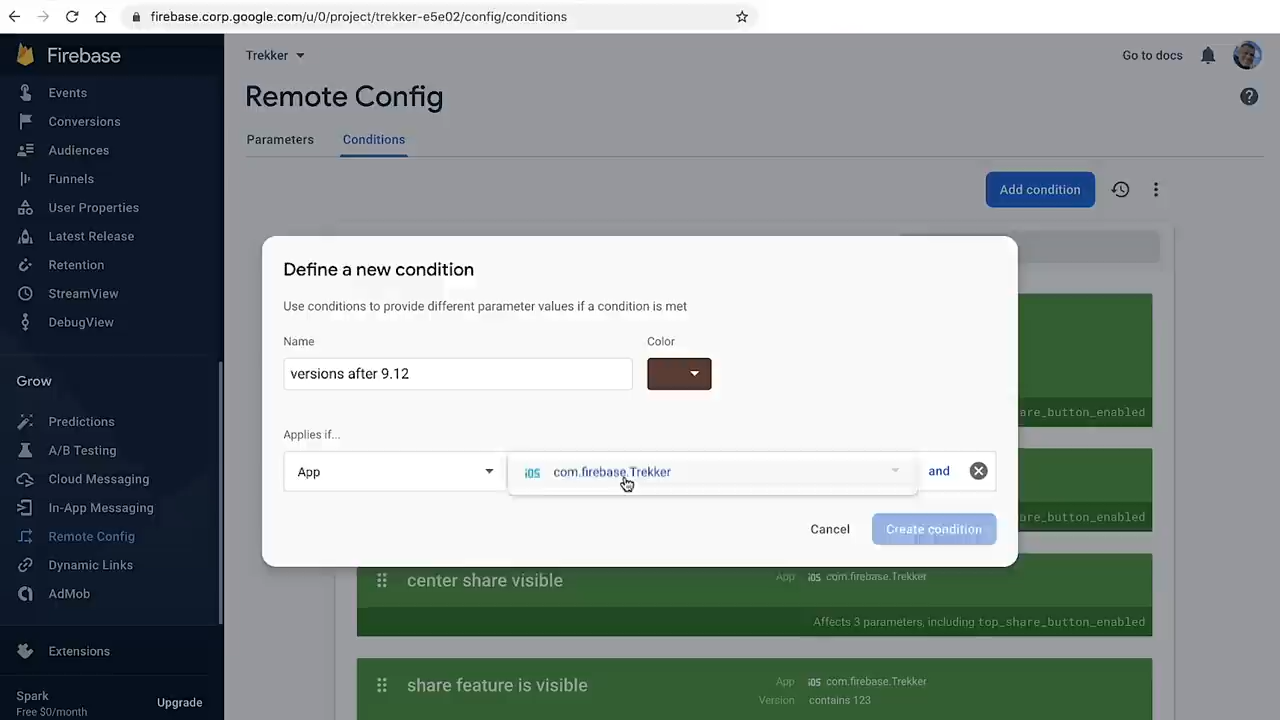 firebase.corp.google.com/u/0/project/trekker-e5e02/config/conditions
Firebase
Events
Conversions
Audiences
Funnels
User Properties
Latest Release
Retention
StreamView
DebugView
Grow
Predictions
A/B Testing
Cloud Messaging
In-App Messaging
Remote Config
Dynamic Links
AdMob
Extensions
Spark
Free $0/month
Upgrade
Trekker
Go to docs
Remote Config
Parameters
Conditions
Add condition
Define a new condition
Use conditions to provide different parameter values if a condition is met
Name
Color
versions after 9.12
Applies if...
App
iOS com.firebase.Trekker
and
Cancel
Create condition
are_button_enabled
are_button_enabled
center share visible
App iOS com.firebase.Trekker
Affects 3 parameters, including top_share_button_enabled
share feature is visible
App iOS com.firebase.Trekker
Version contains 123